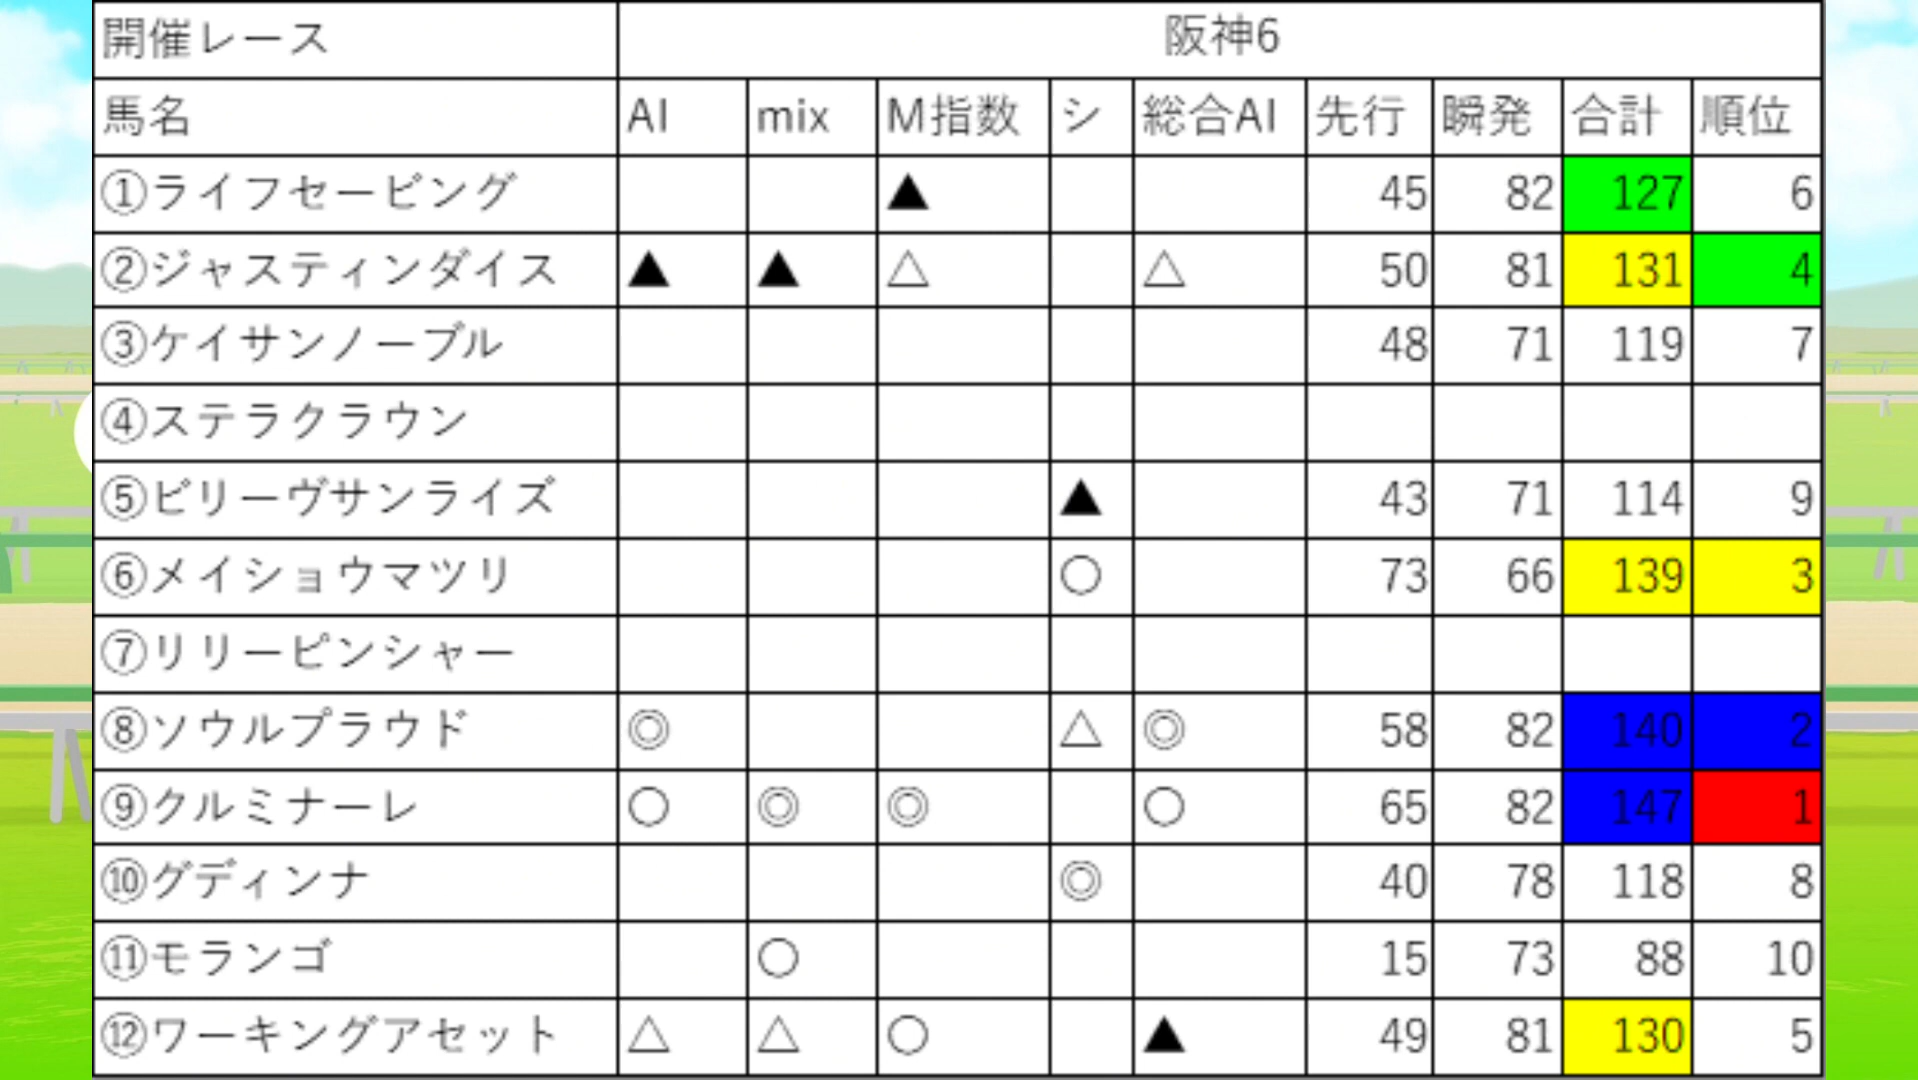 開催レース 阪神6
馬名 AI mix M指数 シ 総合AI 先行 瞬発 合計 順位
①ライフセービング ▲ 45 82 127 6
②ジャスティンダイス ▲ ▲ △ △ 50 81 131 4
③ケイサンノーブル 48 71 119 7
④ステラクラウン
⑤ビリーヴサンライズ ▲ 43 71 114 9
⑥メイショウマツリ ○ 73 66 139 3
⑦リリーピンシャー
⑧ソウルプラウド ◎ △ ◎ 58 82 140 2
⑨クルミナーレ ○ ◎ ◎ ○ 65 82 147 1
⑩グディンナ ◎ 40 78 118 8
⑪モランゴ ○ 15 73 88 10
⑫ワーキングアセット △ △ ○ ▲ 49 81 130 5